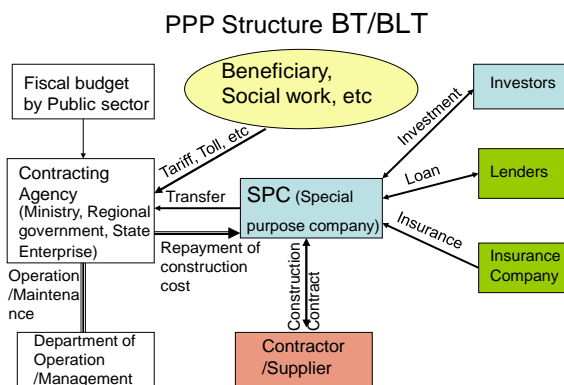 PPP Structure BT/BLT
Fiscal budget
by Public sector
Beneficiary,
Social work, etc
Investors
Tariff, Toll, etc
Investment
Contracting
Agency
(Ministry, Regional
government, State
Enterprise)
Transfer
SPC (Special
purpose company)
Loan
Lenders
Repayment of
construction
cost
Insurance
Insurance
Company
Operation
/Maintena
nce
Construction
Contract
Department of
Operation
/Management
Contractor
/Supplier